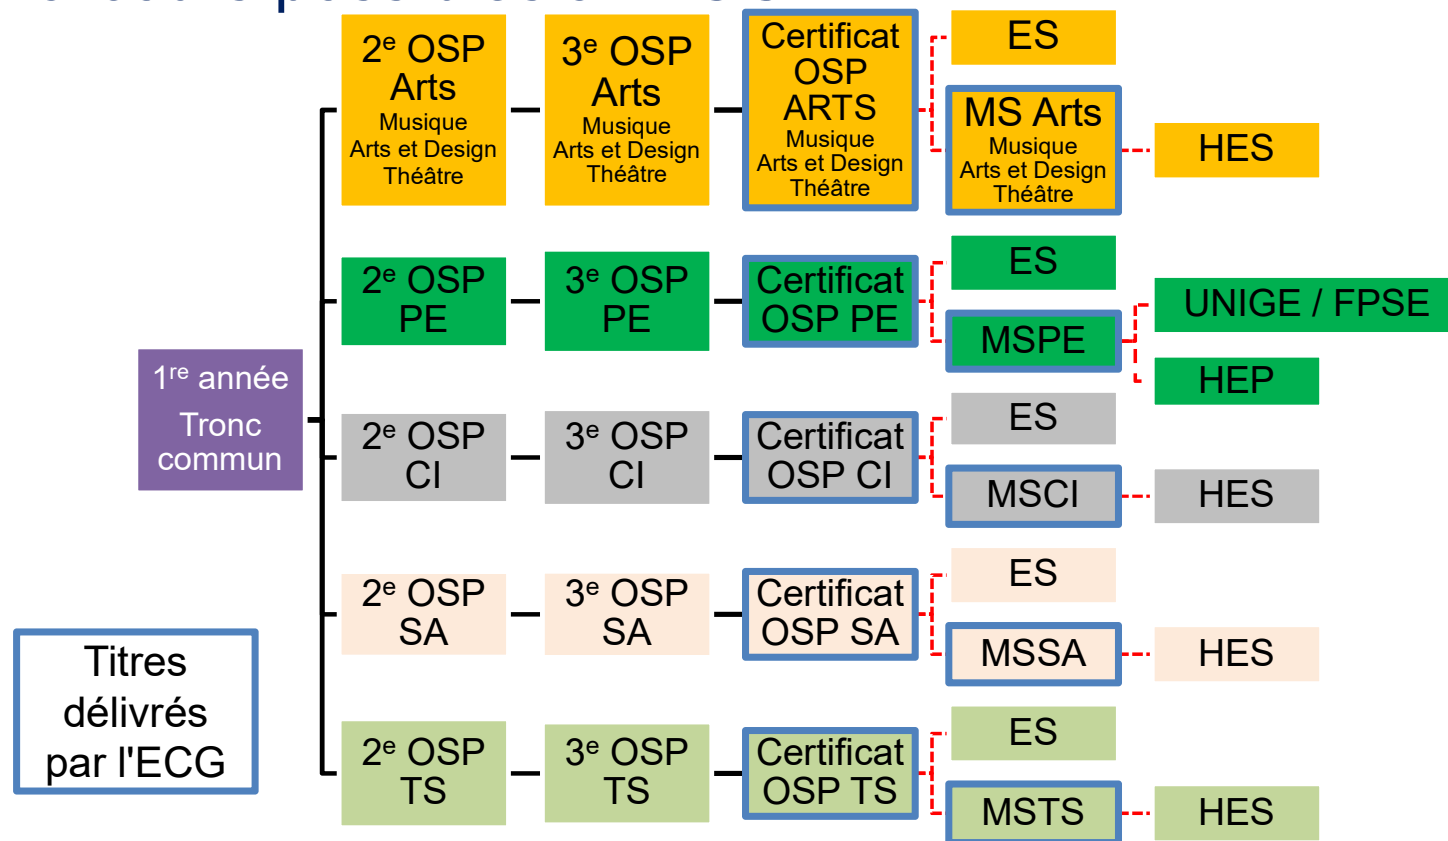 2e OSP
Arts
Musique
Arts et Design
Théâtre
3e OSP
Arts
Musique
Arts et Design
Théâtre
Certificat
OSP
ARTS
Musique
Arts et Design
Théâtre
ES
MS Arts
Musique
Arts et Design
Théâtre
HES
2e OSP
PE
3e OSP
PE
Certificat
OSP PE
ES
MSPE
UNIGE / FPSE
HEP
1re année
Tronc
commun
2e OSP
CI
3e OSP
CI
Certificat
OSP CI
ES
MSCI
HES
2e OSP
SA
3e OSP
SA
Certificat
OSP SA
ES
MSSA
HES
Titres
délivrés
par l'ECG
2e OSP
TS
3e OSP
TS
Certificat
OSP TS
ES
MSTS
HES